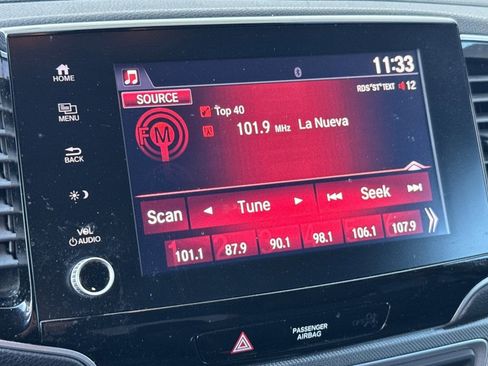 11:33
HOME
SOURCE
RDS"ST"TEXT 12
Top 40
FM
101.9 MHz La Nueva
MENU
BACK
Scan Tune Seek
VOL
AUDIO
101.1 87.9 90.1 98.1 106.1 107.9
PASSENGER
AIRBAG